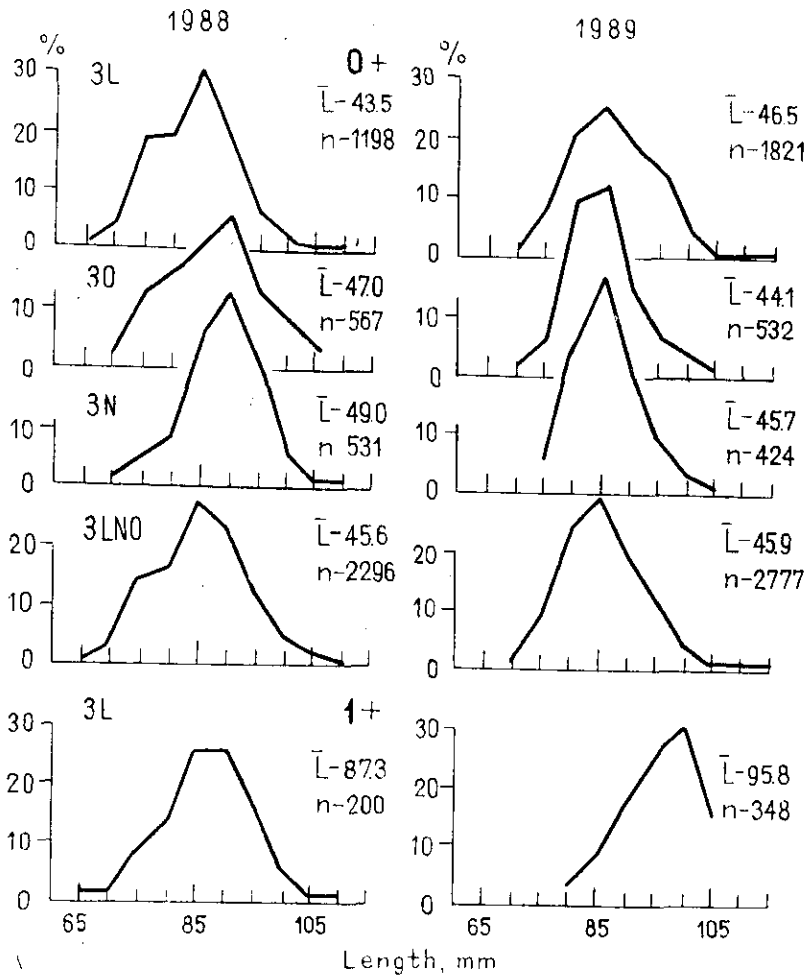 1988
1989
%
%
30
20
10
0
3L
0+
L̄-43.5
n-1198
30
20
10
0
L̄-46.5
n-1821
10
0
3O
L̄-47.0
n-567
10
0
L̄-44.1
n-532
10
0
3N
L̄-49.0
n-531
10
0
L̄-45.7
n-424
20
10
0
3LNO
L̄-45.6
n-2296
20
10
0
L̄-45.9
n-2777
30
20
10
0
3L
1+
L̄-87.3
n-200
30
20
10
0
L̄-95.8
n-348
65
85
105
65
85
105
Length, mm